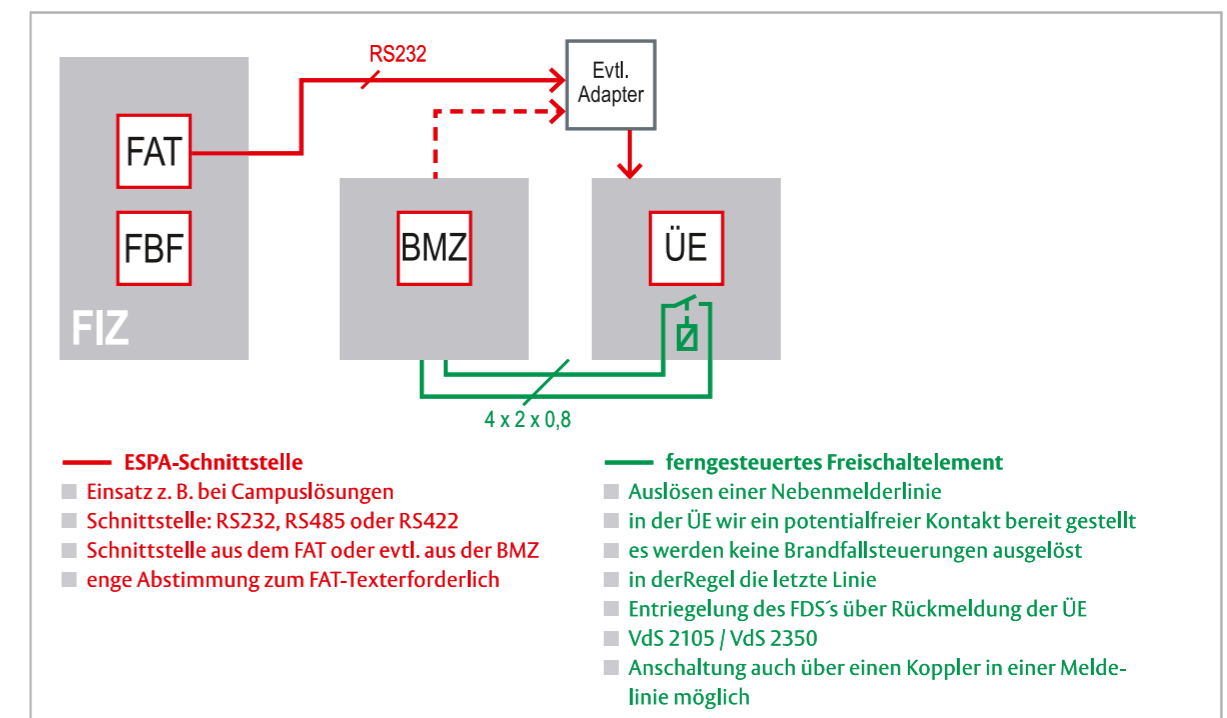 RS232
Evtl.
Adapter
FAT
FBF
FIZ
BMZ
ÜE
4 x 2 x 0,8
ESPA-Schnittstelle
Einsatz z. B. bei Campuslösungen
Schnittstelle: RS232, RS485 oder RS422
Schnittstelle aus dem FAT oder evtl. aus der BMZ
enge Abstimmung zum FAT-Texterforderlich
ferngesteuertes Freischaltelement
Auslösen einer Nebenmelderlinie
in der ÜE wir ein potentialfreier Kontakt bereit gestellt
es werden keine Brandfallsteuerungen ausgelöst
in derRegel die letzte Linie
Entriegelung des FDS´s über Rückmeldung der ÜE
VdS 2105 / VdS 2350
Anschaltung auch über einen Koppler in einer Melde-
linie möglich